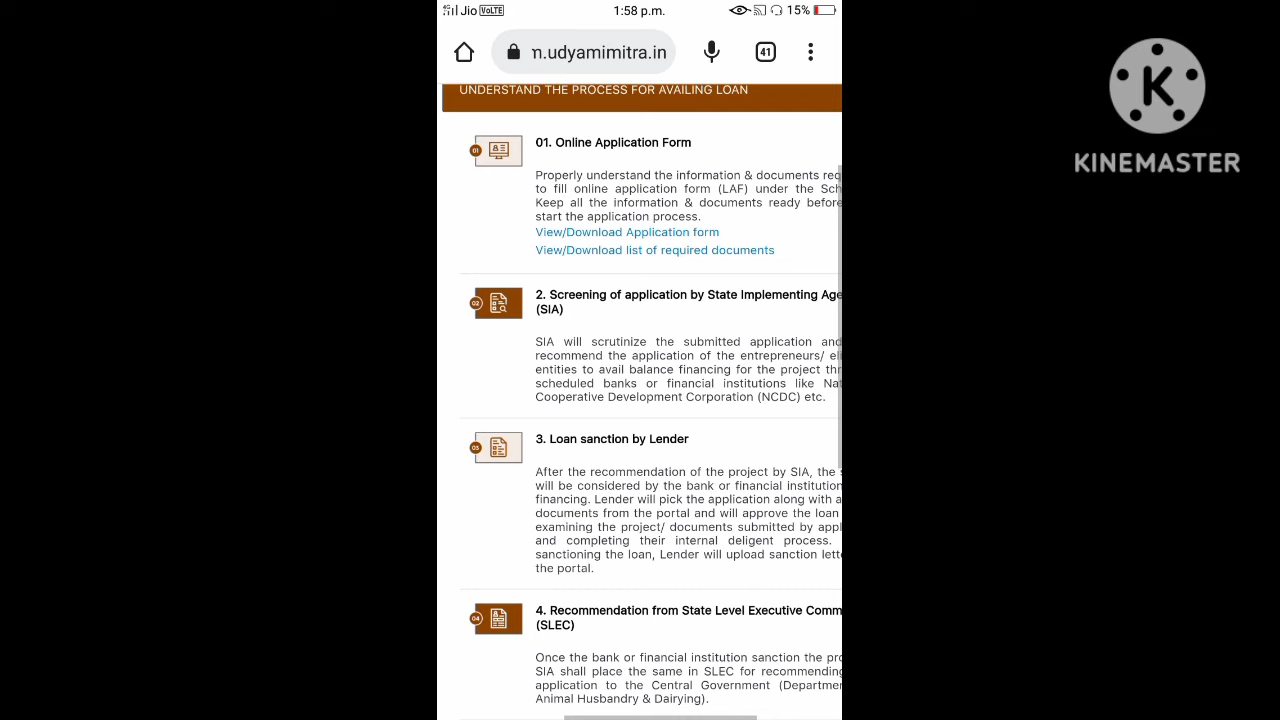 4G Jio VoLTE 1:58 p.m. 15%
n.udyamimitra.in 41
UNDERSTAND THE PROCESS FOR AVAILING LOAN
K
KINEMASTER
01 01. Online Application Form
Properly understand the information & documents req
to fill online application form (LAF) under the Sch
Keep all the information & documents ready before
start the application process.
View/Download Application form
View/Download list of required documents
02 2. Screening of application by State Implementing Age
(SIA)
SIA will scrutinize the submitted application and
recommend the application of the entrepreneurs/ eli
entities to avail balance financing for the project thr
scheduled banks or financial institutions like Nat
Cooperative Development Corporation (NCDC) etc.
03 3. Loan sanction by Lender
After the recommendation of the project by SIA, the s
will be considered by the bank or financial institution
financing. Lender will pick the application along with a
documents from the portal and will approve the loan
examining the project/ documents submitted by appl
and completing their internal deligent process.
sanctioning the loan, Lender will upload sanction lette
the portal.
04 4. Recommendation from State Level Executive Comm
(SLEC)
Once the bank or financial institution sanction the pro
SIA shall place the same in SLEC for recommending
application to the Central Government (Departmen
Animal Husbandry & Dairying).